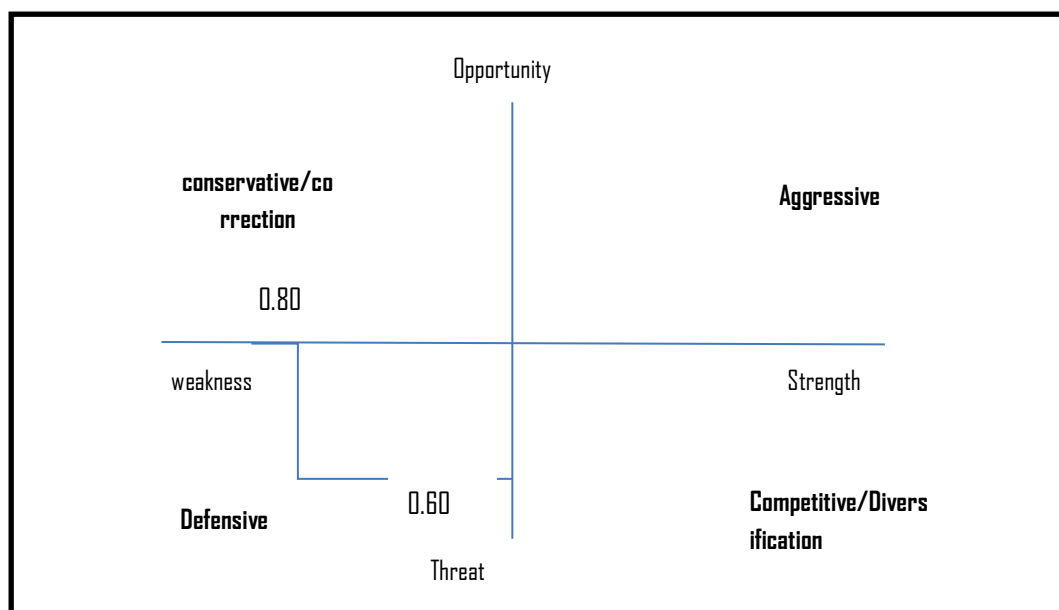 Opportunity
conservative/co
rrection
Aggressive
0.80
weakness
Strength
0.60
Defensive
Competitive/Divers
ification
Threat